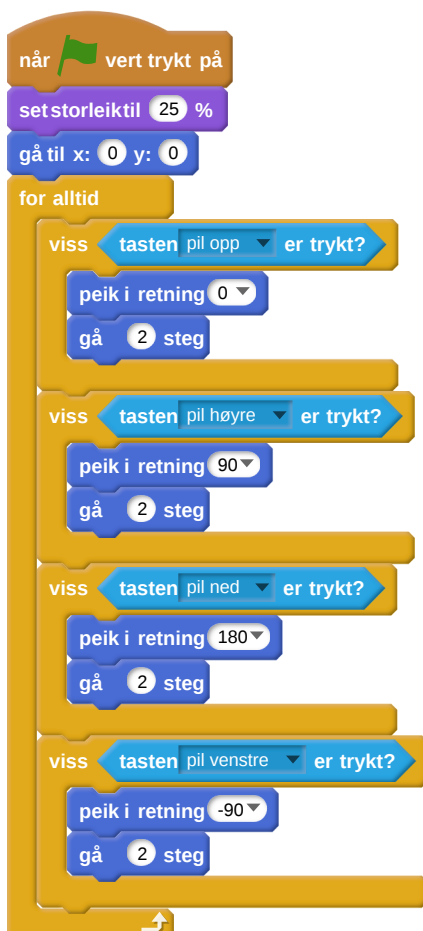 når vert trykt på
set storleik til 25 %
gå til x: 0 y: 0
for alltid
viss tasten pil opp er trykt?
peik i retning 0
gå 2 steg
viss tasten pil høyre er trykt?
peik i retning 90
gå 2 steg
viss tasten pil ned er trykt?
peik i retning 180
gå 2 steg
viss tasten pil venstre er trykt?
peik i retning -90
gå 2 steg